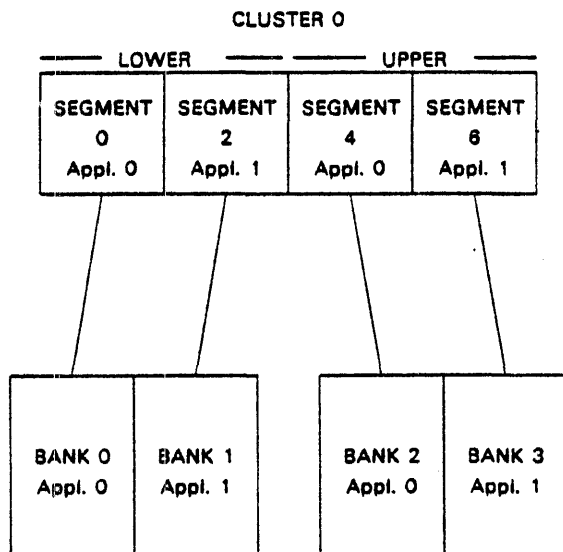 CLUSTER 0
LOWER UPPER
SEGMENT SEGMENT SEGMENT SEGMENT
0 2 4 6
Appl. 0 Appl. 1 Appl. 0 Appl. 1
BANK 0 BANK 1 BANK 2 BANK 3
Appl. 0 Appl. 1 Appl. 0 Appl. 1